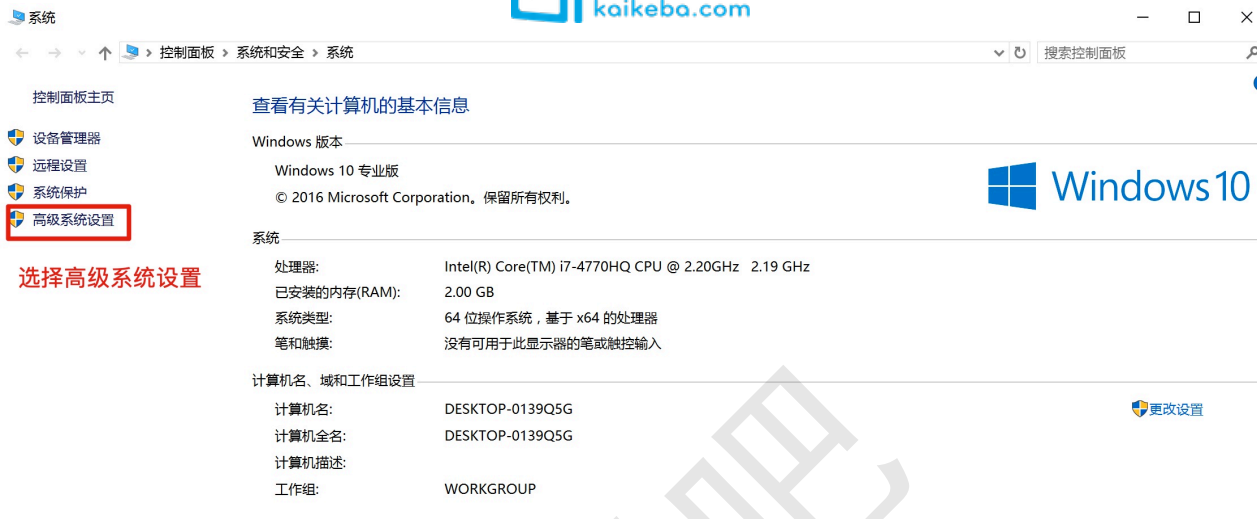 系统
kaikeba.com
控制面板 系统和安全 系统
搜索控制面板
控制面板主页
设备管理器
远程设置
系统保护
高级系统设置
选择高级系统设置
查看有关计算机的基本信息
Windows 版本
Windows 10 专业版
© 2016 Microsoft Corporation。保留所有权利。
Windows 10
系统
处理器: Intel(R) Core(TM) i7-4770HQ CPU @ 2.20GHz 2.19 GHz
已安装的内存(RAM): 2.00 GB
系统类型: 64 位操作系统，基于 x64 的处理器
笔和触摸: 没有可用于此显示器的笔或触控输入
计算机名、域和工作组设置
计算机名: DESKTOP-0139Q5G
更改设置
计算机全名: DESKTOP-0139Q5G
计算机描述:
工作组: WORKGROUP
吧